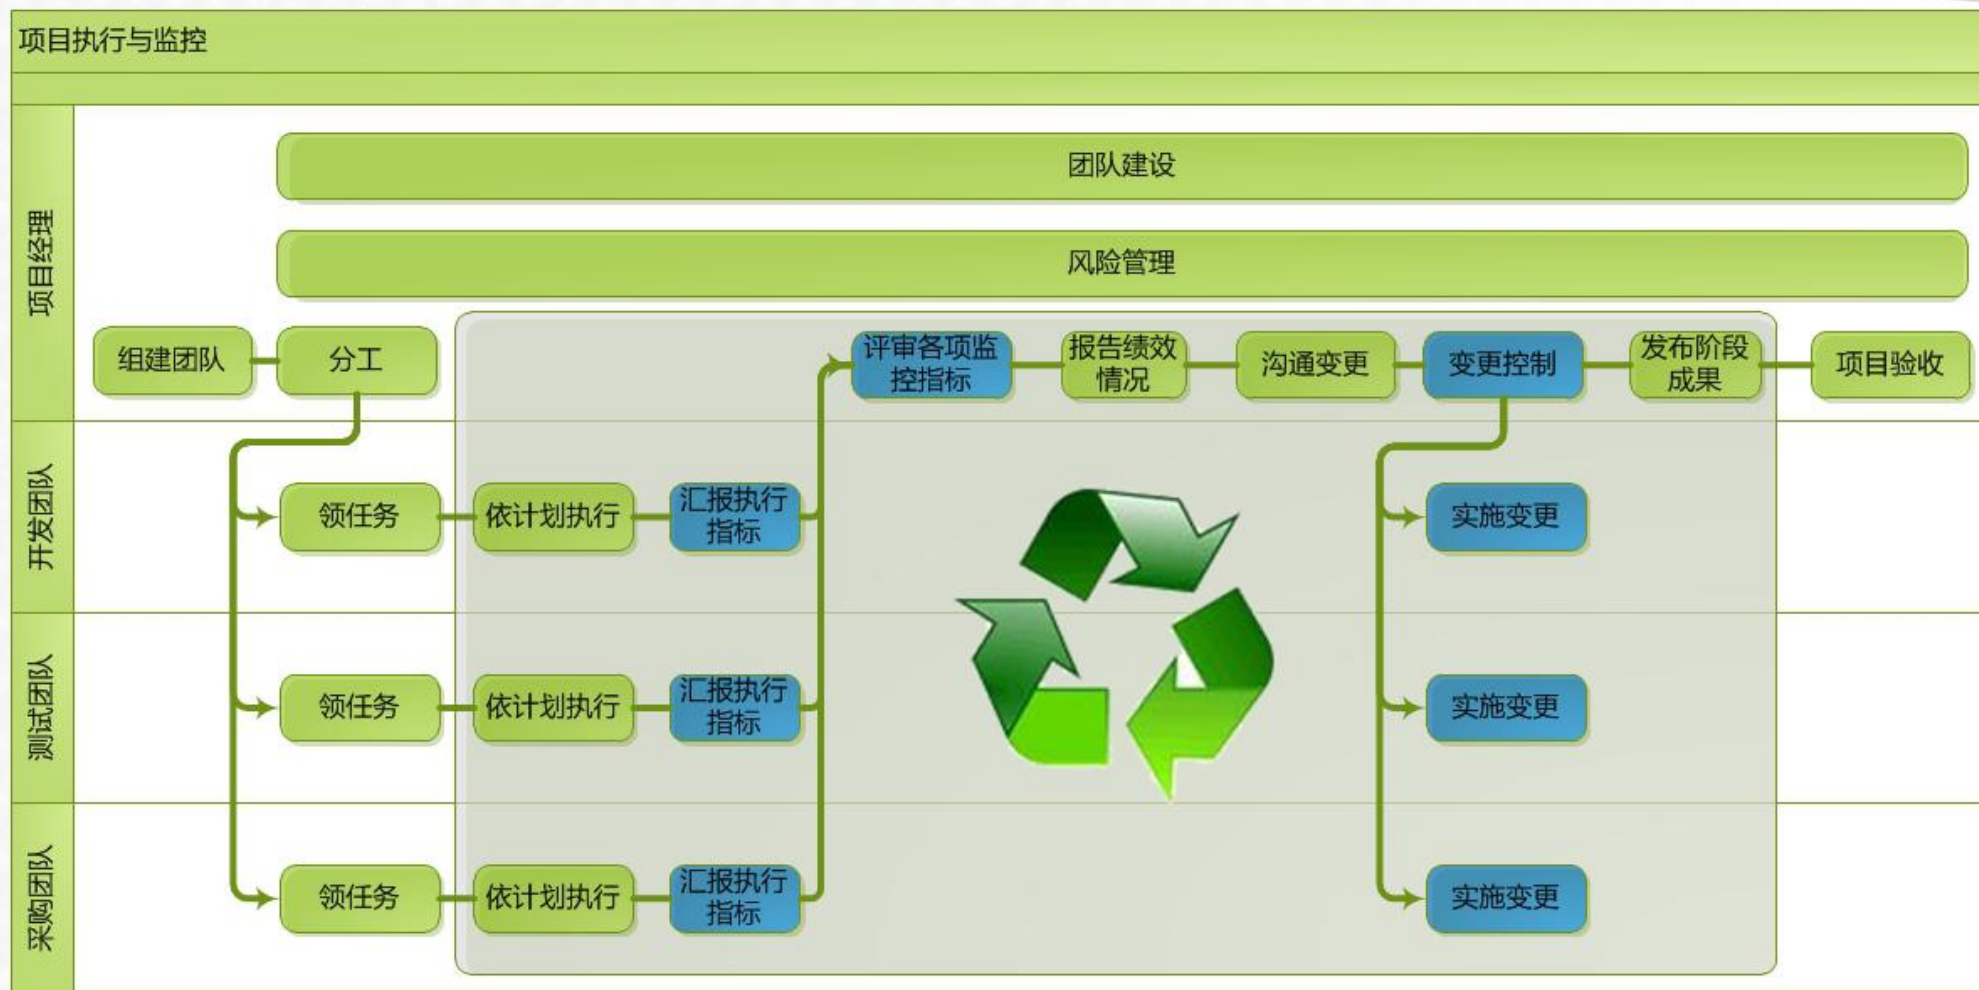 项目执行与监控
项目经理
团队建设
风险管理
组建团队
分工
评审各项监
控指标
报告绩效
情况
沟通变更
变更控制
发布阶段
成果
项目验收
开发团队
领任务
依计划执行
汇报执行
指标
实施变更
测试团队
领任务
依计划执行
汇报执行
指标
实施变更
采购团队
领任务
依计划执行
汇报执行
指标
实施变更